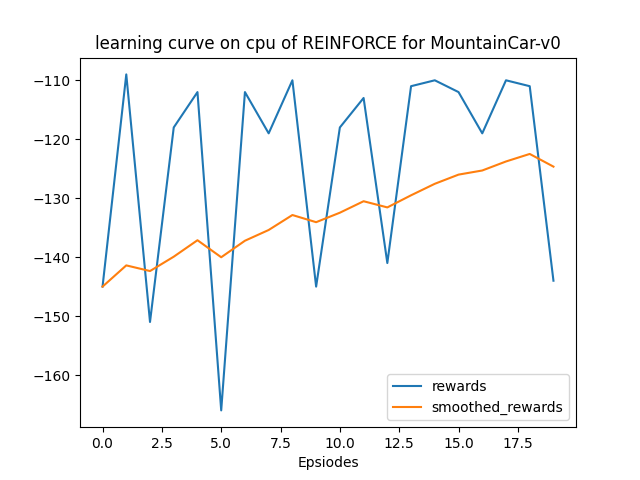 learning curve on cpu of REINFORCE for MountainCar-v0
−110
−120
−130
−140
−150
−160
0.0 2.5 5.0 7.5 10.0 12.5 15.0 17.5
Epsiodes
rewards
smoothed_rewards